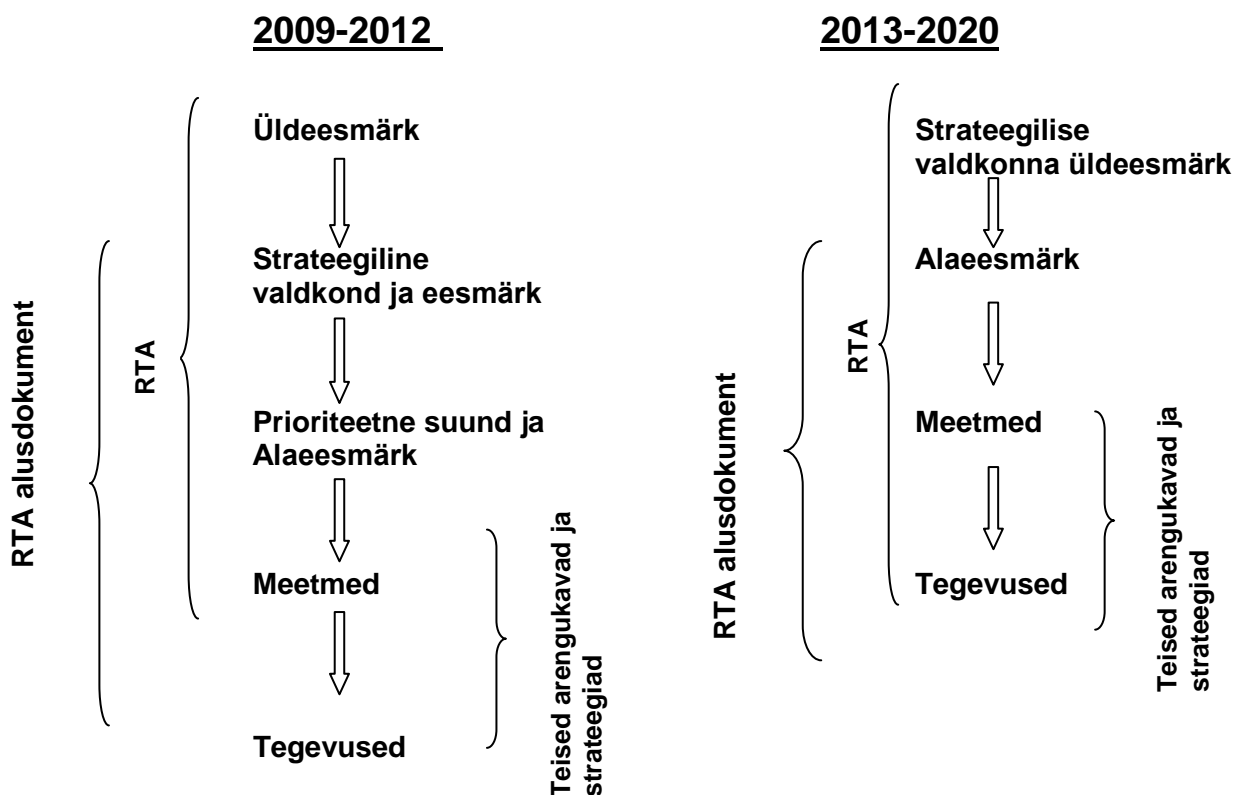 2009-2012
RTA alusdokument
RTA
Üldeesmärk
Strateegiline
valdkond ja eesmärk
Prioriteetne suund ja
Alaeesmärk
Meetmed
Tegevused
Teised arengukavad ja
strateegiad
2013-2020
RTA alusdokument
RTA
Strateegilise
valdkonna üldeesmärk
Alaeesmärk
Meetmed
Tegevused
Teised arengukavad ja
strateegiad